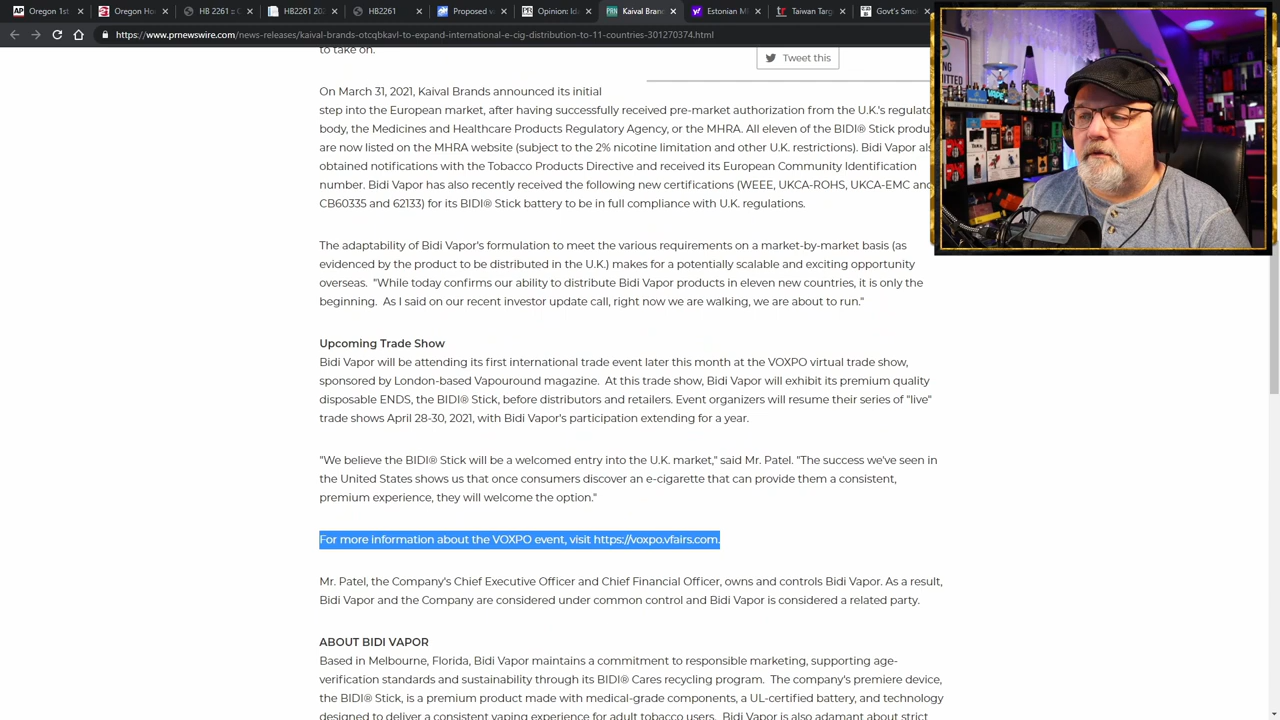 Oregon 1st
Oregon Ho
HB 2261
HB2261 20
HB 2
Proposed
Opinion Ed
Kaival Bran
Estonian M
Taiwan mo
Czech's Smo
https://www.prnewswire.com/news-releases/kaival-brands-otcqbkavl-to-expand-international-e-cig-distribution-to-11-countries-301270374.html
to take on.
Tweet this
On March 31, 2021, Kaival Brands announced its initial
step into the European market, and having successfully received pre-market authorization from the U.K.'s regulato
body, the Medicines and Healthcare Products Regulatory Agency, or the MHRA. All eleven of the BIDI® Stick produ
are now listed on the MHRA website (subject to the 2% nicotine limitation and other U.K. restrictions). Bidi Vapor als
obtained notifications with the Tobacco Products Directive and received its European Community Identification
number. Bidi Vapor has also recently received the following new certifications (WEEE, UKCA-ROHS, UKCA-EMC and
CB60335 and 62133) for its BIDI® Stick battery to be in full compliance with U.K. regulations.
The adaptability of Bidi Vapor's formulation to meet the various requirements on a market-by-market basis (as
evidenced by the product to be distributed in the U.K.) makes for a potentially scalable and exciting opportunity
overseas. "While today confirms our ability to distribute Bidi Vapor products in eleven new countries, it is only the
beginning. As I said on our recent investor update call, right now we are walking, we are about to run."
Upcoming Trade Show
Bidi Vapor will be attending its first international trade event later this month at the VOXPO virtual trade show,
sponsored by London-based Vapouround magazine. At this trade show, Bidi Vapor will exhibit its premium quality
disposable ENDS, the BIDI® Stick, before distributors and retailers. Event organizers will resume their series of "live"
trade shows April 28-30, 2021, with Bidi Vapor's participation extending for a year.
"We believe the BIDI® Stick will be a welcomed entry into the U.K. market," said Mr. Patel. "The success we've seen in
the United States shows us that once consumers discover an e-cigarette that can provide them a consistent,
premium experience, they will welcome the option."
For more information about the VOXPO event, visit https://voxpo.vfairs.com.
Mr. Patel, the Company's Chief Executive Officer and Chief Financial Officer, owns and controls Bidi Vapor. As a result,
Bidi Vapor and the Company are considered under common control and Bidi Vapor is considered a related party.
ABOUT BIDI VAPOR
Based in Melbourne, Florida, Bidi Vapor maintains a commitment to responsible marketing, supporting age-
verification standards and sustainability through its BIDI® Cares recycling program. The company's premiere device,
the BIDI® Stick, is a premium product made with medical-grade components, a UL-certified battery, and technology
designed to deliver a consistent vaping experience for adult tobacco users. Bidi Vapor is also adamant about strict